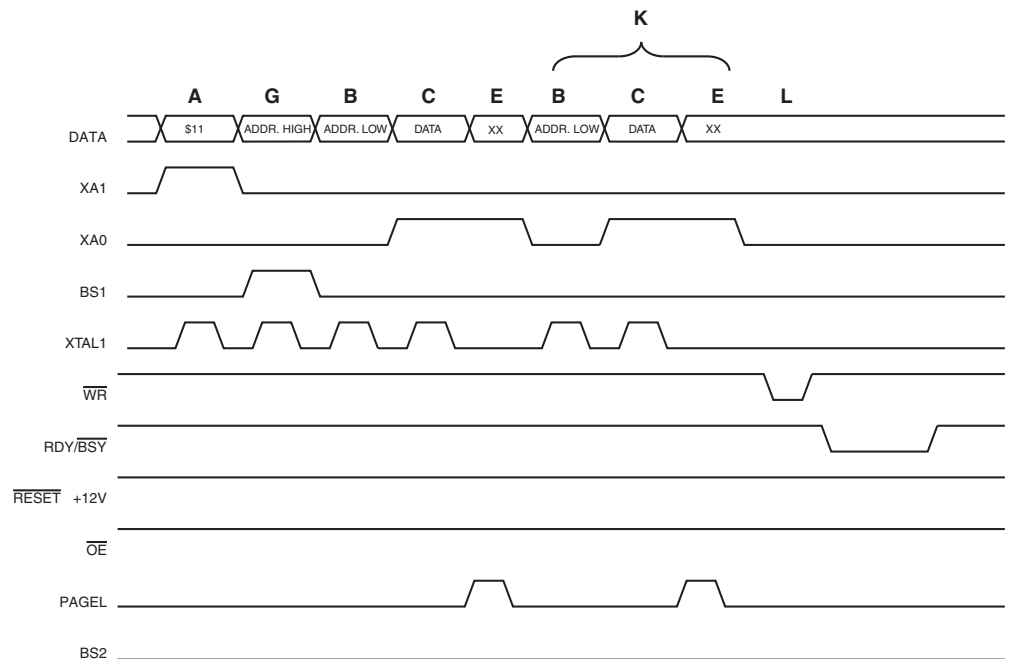 K
A G B C E B C E L
DATA $11 ADDR. HIGH ADDR. LOW DATA XX ADDR. LOW DATA XX
XA1
XA0
BS1
XTAL1
WR
RDY/BSY
RESET +12V
OE
PAGEL
BS2